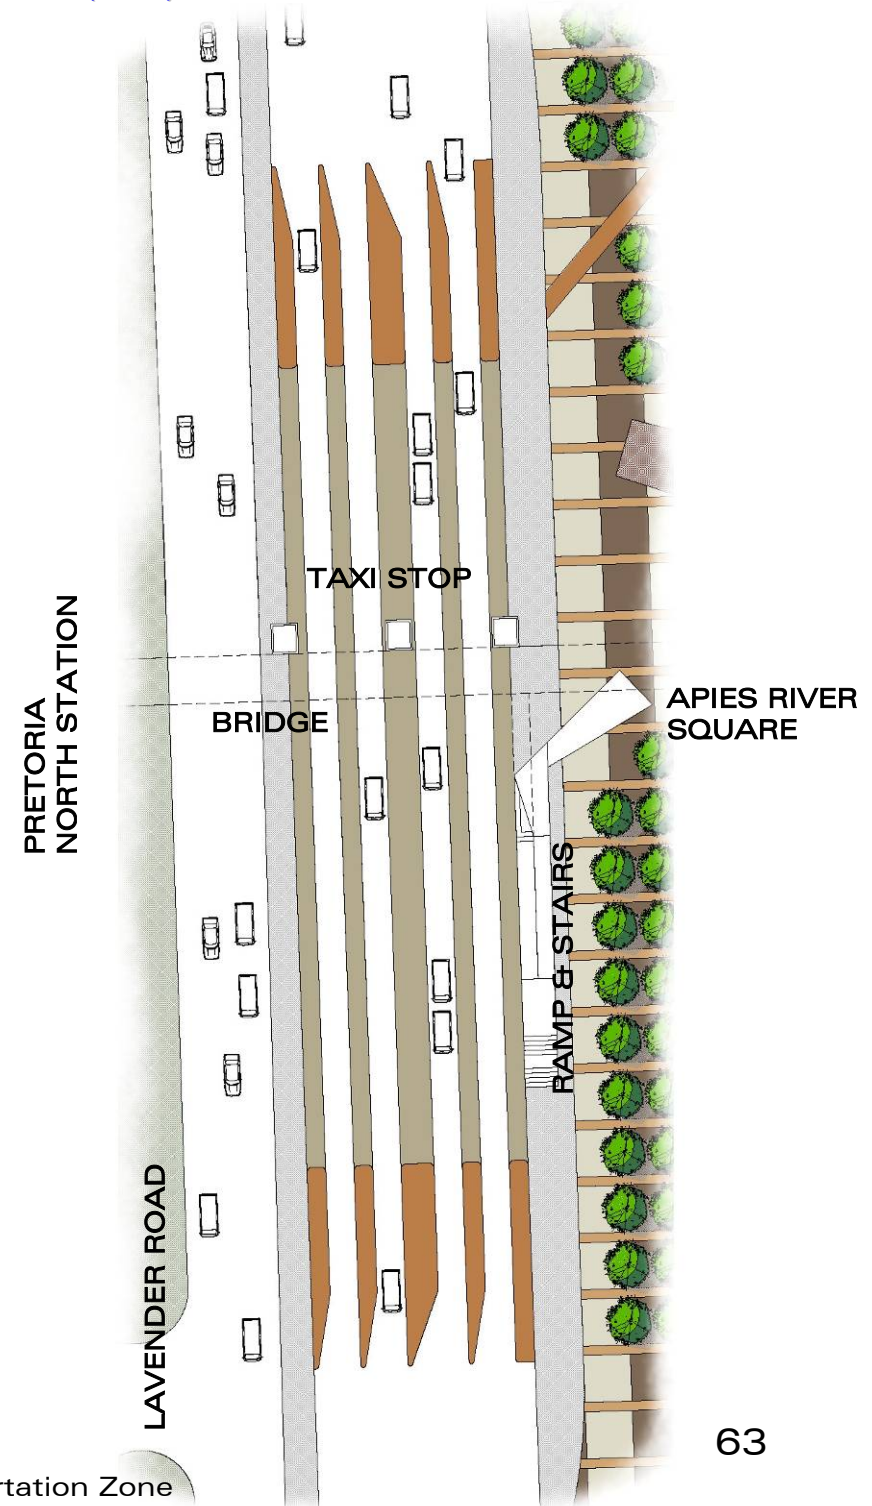 TAXI STOP
PRETORIA
NORTH STATION
BRIDGE
APIES RIVER
SQUARE
RAMP & STAIRS
LAVENDER ROAD
63
rtation Zone